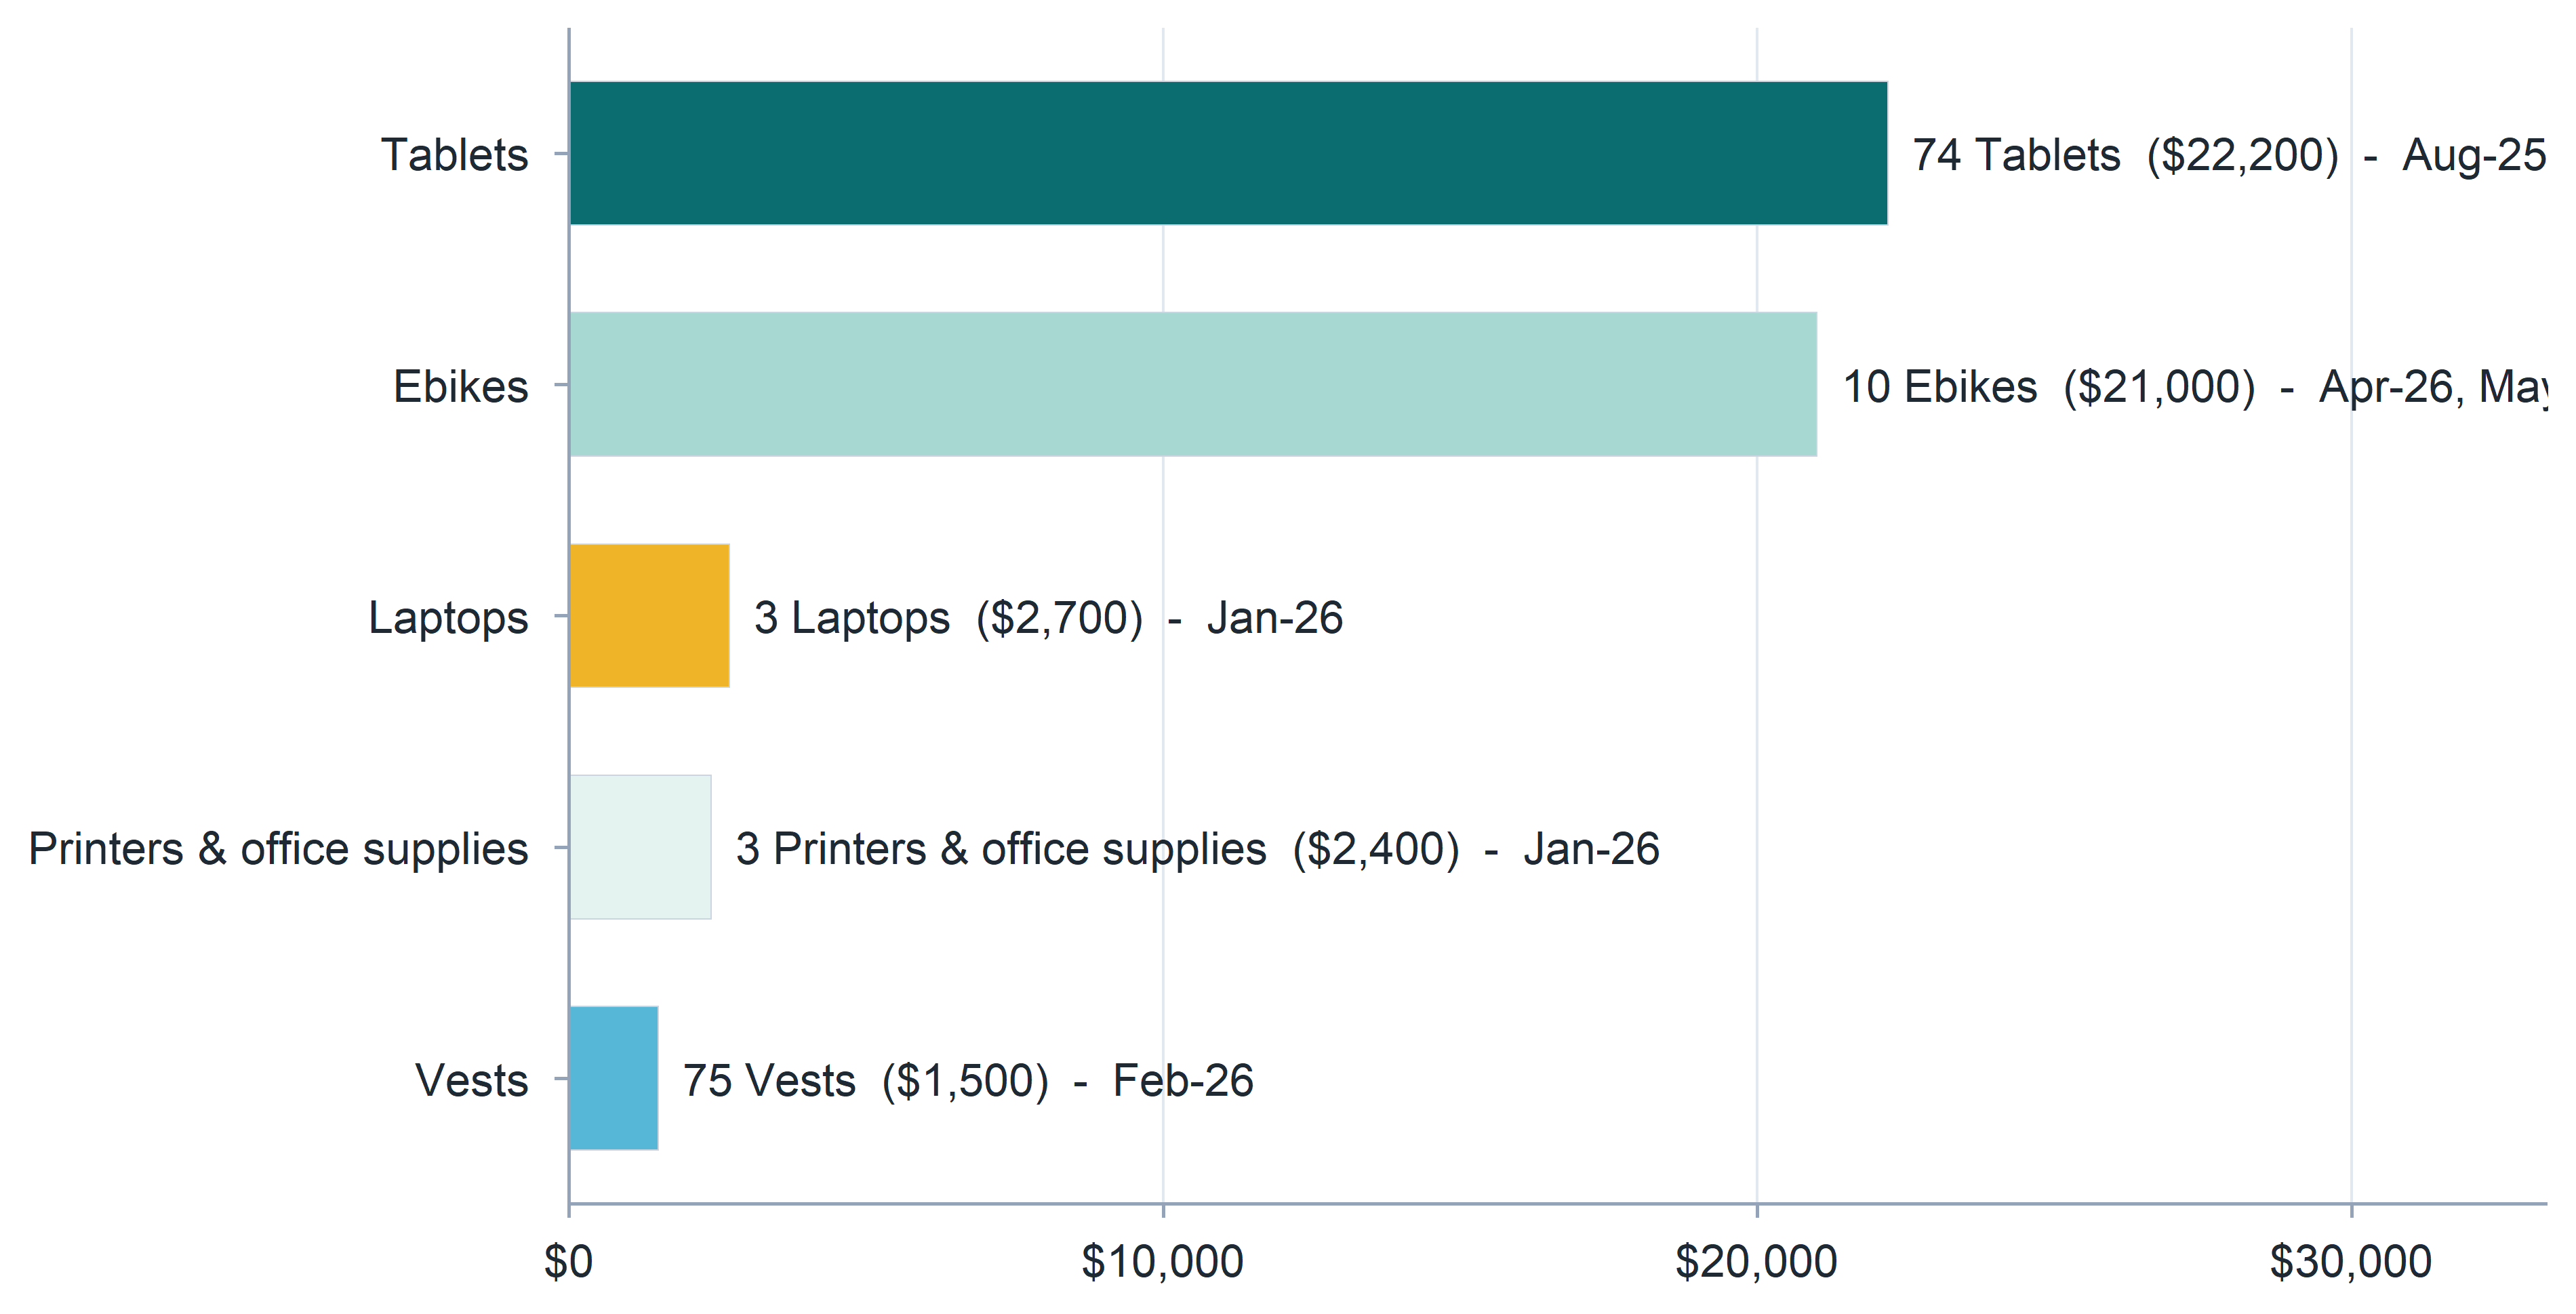 Tablets 74 Tablets ($22,200) - Aug-25
Ebikes 10 Ebikes ($21,000) - Apr-26, May
Laptops 3 Laptops ($2,700) - Jan-26
Printers & office supplies 3 Printers & office supplies ($2,400) - Jan-26
Vests 75 Vests ($1,500) - Feb-26
$0 $10,000 $20,000 $30,000